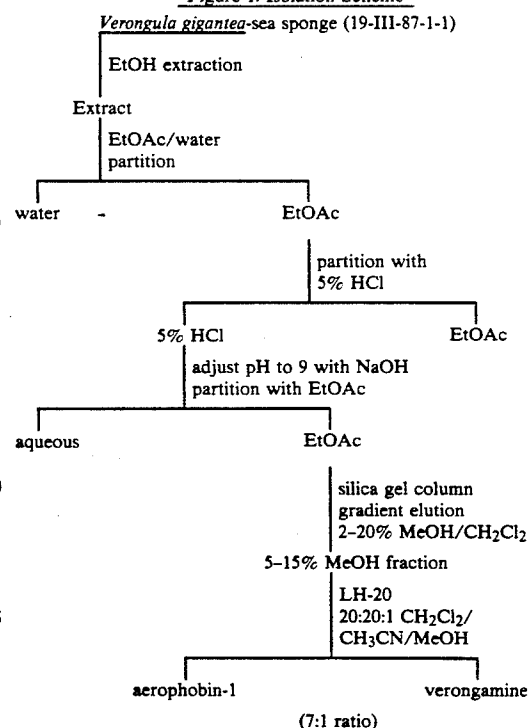 Figure 1: Isolation Scheme
Verongula gigantea-sea sponge (19-III-87-1-1)
EtOH extraction
Extract
EtOAc/water
partition
water - EtOAc
partition with
5% HCl
5% HCl EtOAc
adjust pH to 9 with NaOH
partition with EtOAc
aqueous EtOAc
silica gel column
gradient elution
2–20% MeOH/CH2Cl2
5–15% MeOH fraction
LH-20
20:20:1 CH2Cl2/
CH3CN/MeOH
aerophobin-1 verongamine
(7:1 ratio)